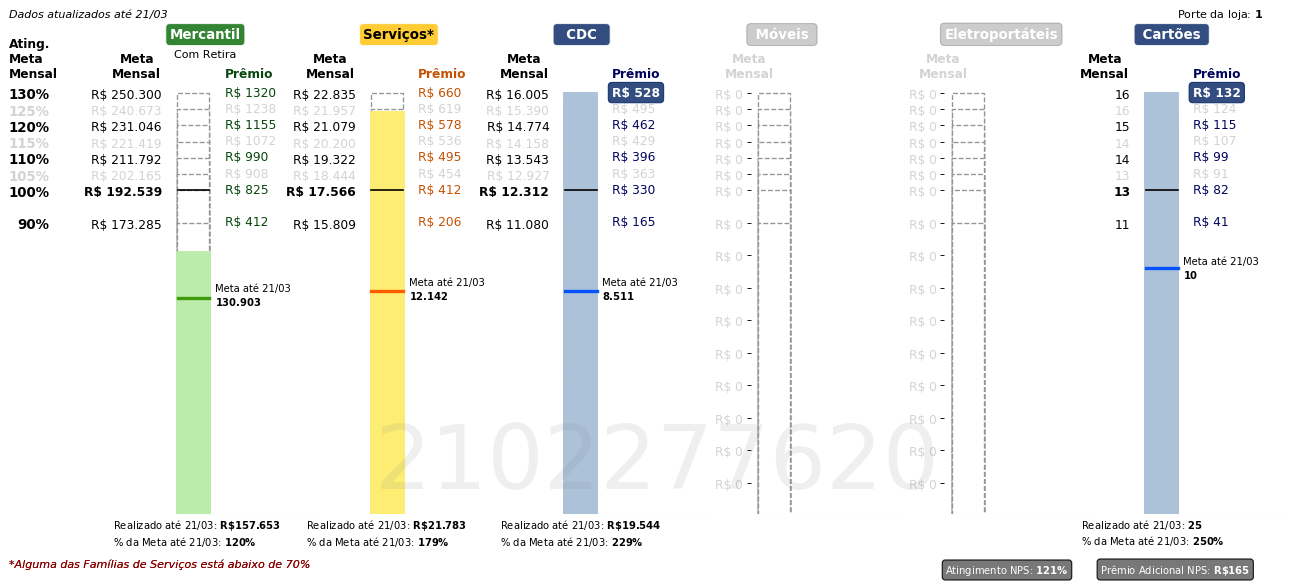 Dados atualizados até 21/03
Porte da loja: 1
Mercantil
Serviços*
CDC
Móveis
Eletroportáteis
Cartões
Ating. Meta Mensal
Com Retira
Meta Mensal Prêmio
Meta Mensal Prêmio
Meta Mensal Prêmio
Meta Mensal
Meta Mensal
Meta Mensal Prêmio
130% R$ 250.300 R$ 1320 R$ 22.835 R$ 660 R$ 16.005 R$ 528 R$ 0 R$ 0 16 R$ 132
125% R$ 240.673 R$ 1238 R$ 21.957 R$ 619 R$ 15.390 R$ 495 R$ 0 R$ 0 16 R$ 124
120% R$ 231.046 R$ 1155 R$ 21.079 R$ 578 R$ 14.774 R$ 462 R$ 0 R$ 0 15 R$ 115
115% R$ 221.419 R$ 1072 R$ 20.200 R$ 536 R$ 14.158 R$ 429 R$ 0 R$ 0 14 R$ 107
110% R$ 211.792 R$ 990 R$ 19.322 R$ 495 R$ 13.543 R$ 396 R$ 0 R$ 0 14 R$ 99
105% R$ 202.165 R$ 908 R$ 18.444 R$ 454 R$ 12.927 R$ 363 R$ 0 R$ 0 13 R$ 91
100% R$ 192.539 R$ 825 R$ 17.566 R$ 412 R$ 12.312 R$ 330 R$ 0 R$ 0 13 R$ 82
90% R$ 173.285 R$ 412 R$ 15.809 R$ 206 R$ 11.080 R$ 165 R$ 0 R$ 0 11 R$ 41
R$ 0 R$ 0
Meta até 21/03
10
Meta até 21/03
130.903
Meta até 21/03
12.142
Meta até 21/03
8.511
R$ 0 R$ 0
R$ 0 R$ 0
R$ 0 R$ 0
R$ 0 R$ 0
R$ 0 R$ 0
R$ 0 R$ 0
R$ 0 R$ 0
2102277620
Realizado até 21/03: R$157.653
% da Meta até 21/03: 120%
Realizado até 21/03: R$21.783
% da Meta até 21/03: 179%
Realizado até 21/03: R$19.544
% da Meta até 21/03: 229%
Realizado até 21/03: 25
% da Meta até 21/03: 250%
*Alguma das Famílias de Serviços está abaixo de 70%
Atingimento NPS: 121%
Prêmio Adicional NPS: R$165